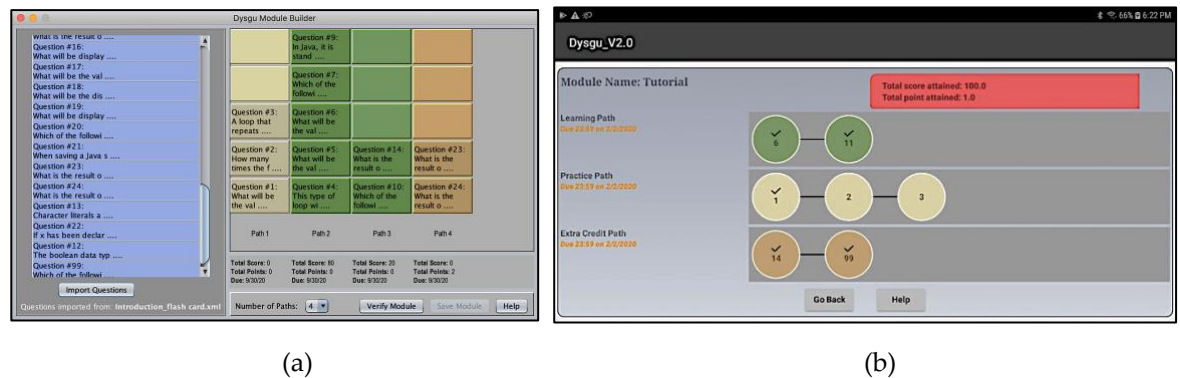 Dysgu Module Builder
What is the result o ....
Question #16:
What will be display ....
Question #17:
What will be the val ....
Question #18:
What will be the dis ....
Question #19:
What will be display ....
Question #20:
Which of the followi ....
Question #21:
When saving a Java s ....
Question #23:
What is the result o ....
Question #24:
What is the result o ....
Question #13:
Character literals a ....
Question #22:
If x has been declar ....
Question #12:
The boolean data typ ....
Question #99:
Which of the followi ....
Import Questions
Questions imported from: Introduction_flash card.xml
Question #9:
In Java, it is
stand ....
Question #7:
Which of the
followi ....
Question #3:
A loop that
repeats ....
Question #6:
What will be
the val ....
Question #2:
How many
times the f ....
Question #5:
What will be
the val ....
Question #14:
What is the
result o ....
Question #23:
What is the
result o ....
Question #1:
What will be
the val ....
Question #4:
This type of
loop wi ....
Question #10:
Which of the
followi ....
Question #24:
What is the
result o ....
Path 1 Path 2 Path 3 Path 4
Total Score: 0 Total Score: 80 Total Score: 20 Total Score: 0
Total Points: 0 Total Points: 0 Total Points: 0 Total Points: 2
Due: 9/30/20 Due: 9/30/20 Due: 9/30/20 Due: 9/30/20
Number of Paths: 4 Verify Module Save Module Help
(a)
66% 6:22 PM
Dysgu_V2.0
Module Name: Tutorial
Total score attained: 100.0
Total point attained: 1.0
Learning Path
Due 23:59 on 2/2/2020
6 11
Practice Path
Due 23:59 on 2/2/2020
1 2 3
Extra Credit Path
Due 23:59 on 2/2/2020
14 99
Go Back Help
(b)